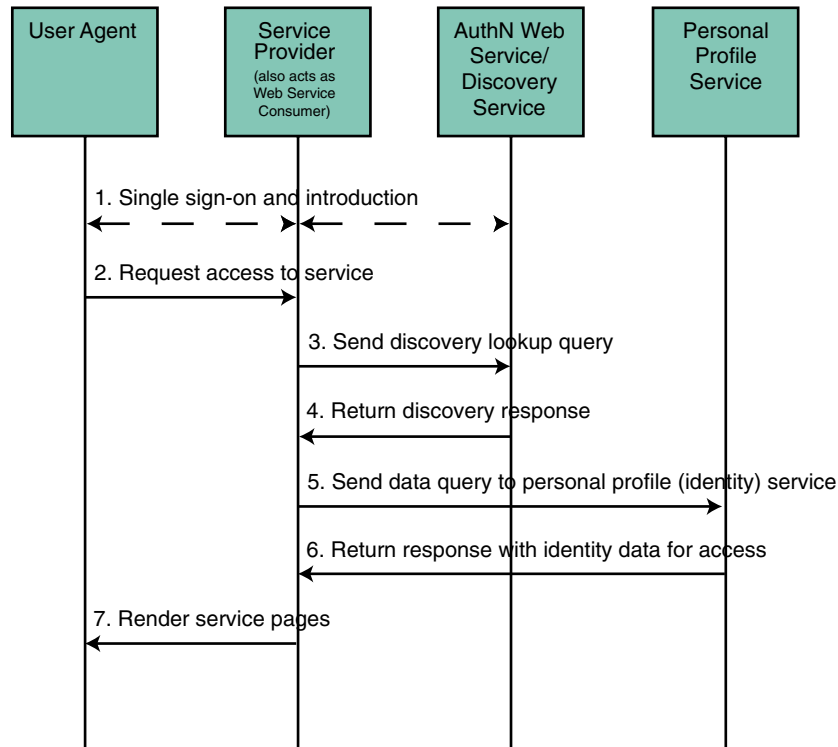 User Agent
Service
Provider
(also acts as
Web Service
Consumer)
AuthN Web
Service/
Discovery
Service
Personal
Profile
Service
1. Single sign-on and introduction
2. Request access to service
3. Send discovery lookup query
4. Return discovery response
5. Send data query to personal profile (identity) service
6. Return response with identity data for access
7. Render service pages